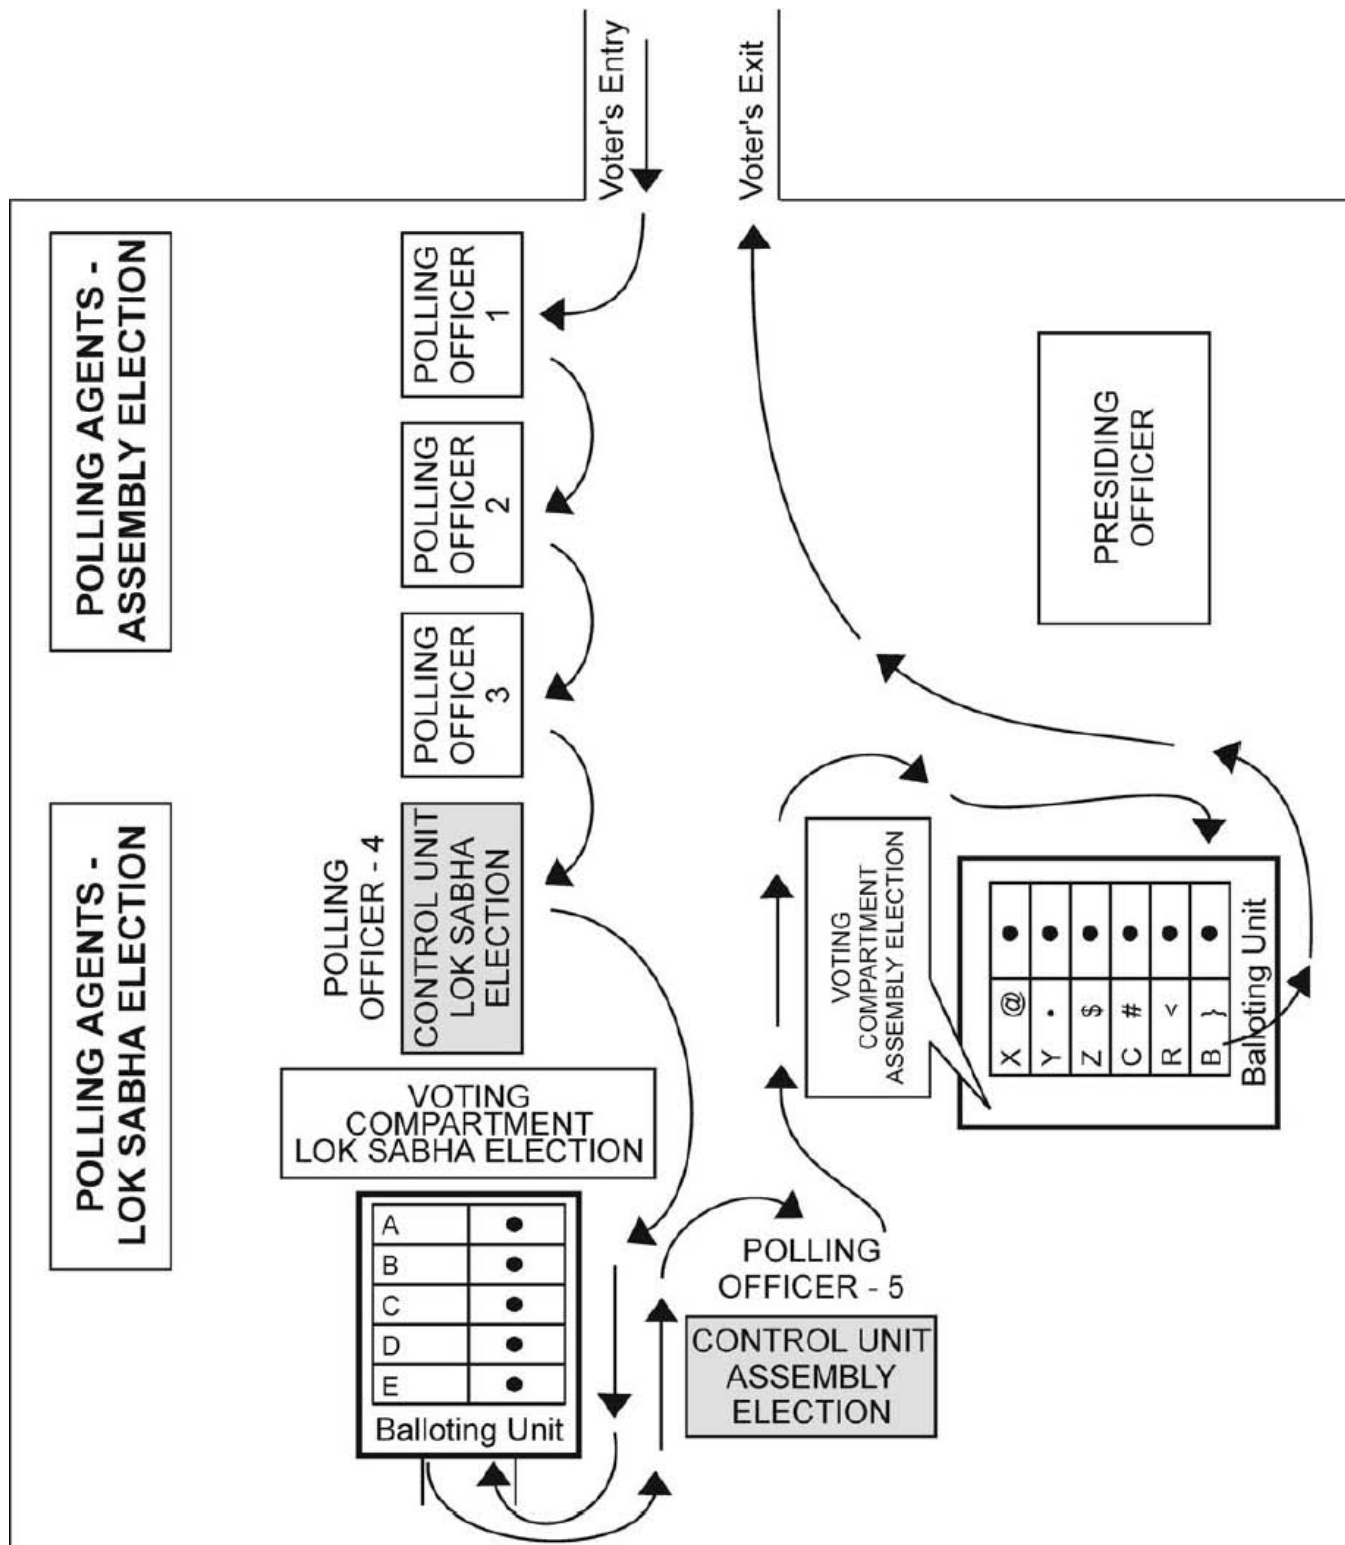 Voter's Entry
Voter's Exit
POLLING AGENTS -
ASSEMBLY ELECTION
POLLING
OFFICER
1
POLLING
OFFICER
2
POLLING
OFFICER
3
PRESIDING
OFFICER
POLLING AGENTS -
LOK SABHA ELECTION
POLLING
OFFICER - 4
CONTROL UNIT
LOK SABHA
ELECTION
VOTING
COMPARTMENT
LOK SABHA ELECTION
A
B
C
D
E
Balloting Unit
POLLING
OFFICER - 5
CONTROL UNIT
ASSEMBLY
ELECTION
VOTING
COMPARTMENT
ASSEMBLY ELECTION
X @
Y •
Z $
C #
R <
B }
Balloting Unit